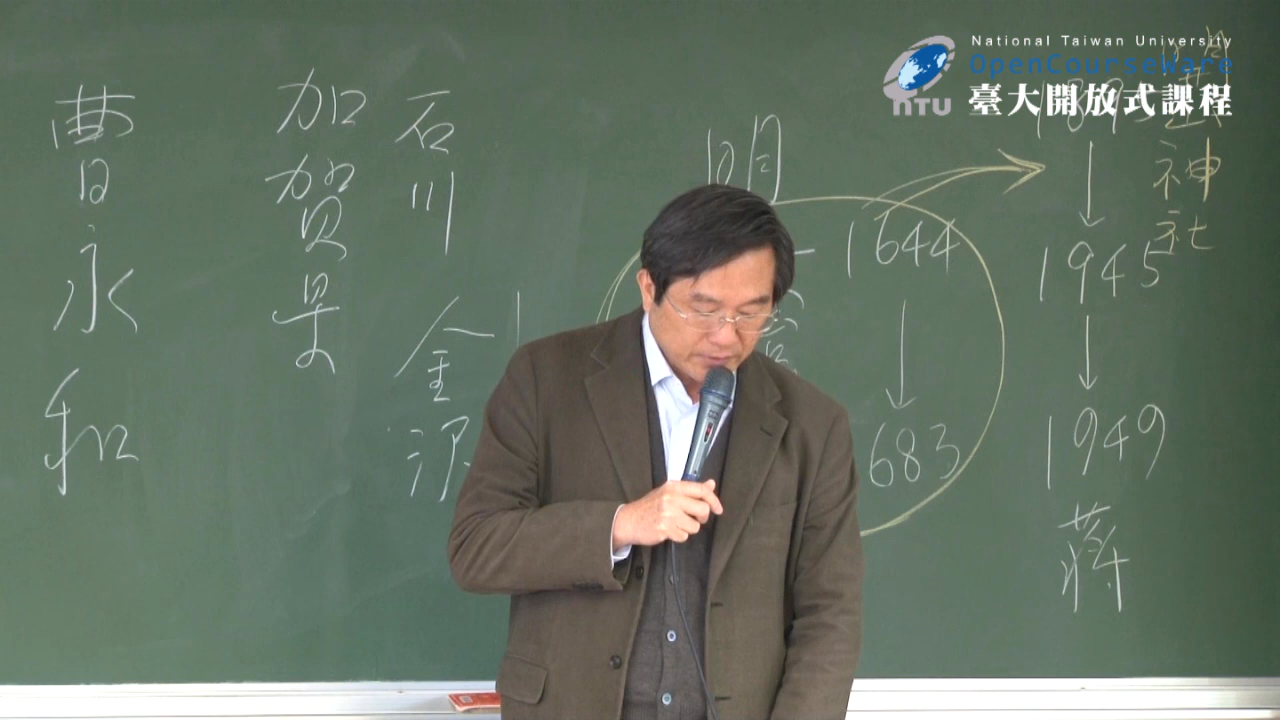 National Taiwan University
OpenCourseWare
NTU
臺大開放式課程
曹永和
加賀
石川
金沢
明
1644
683
1945
1949
蔣
神社